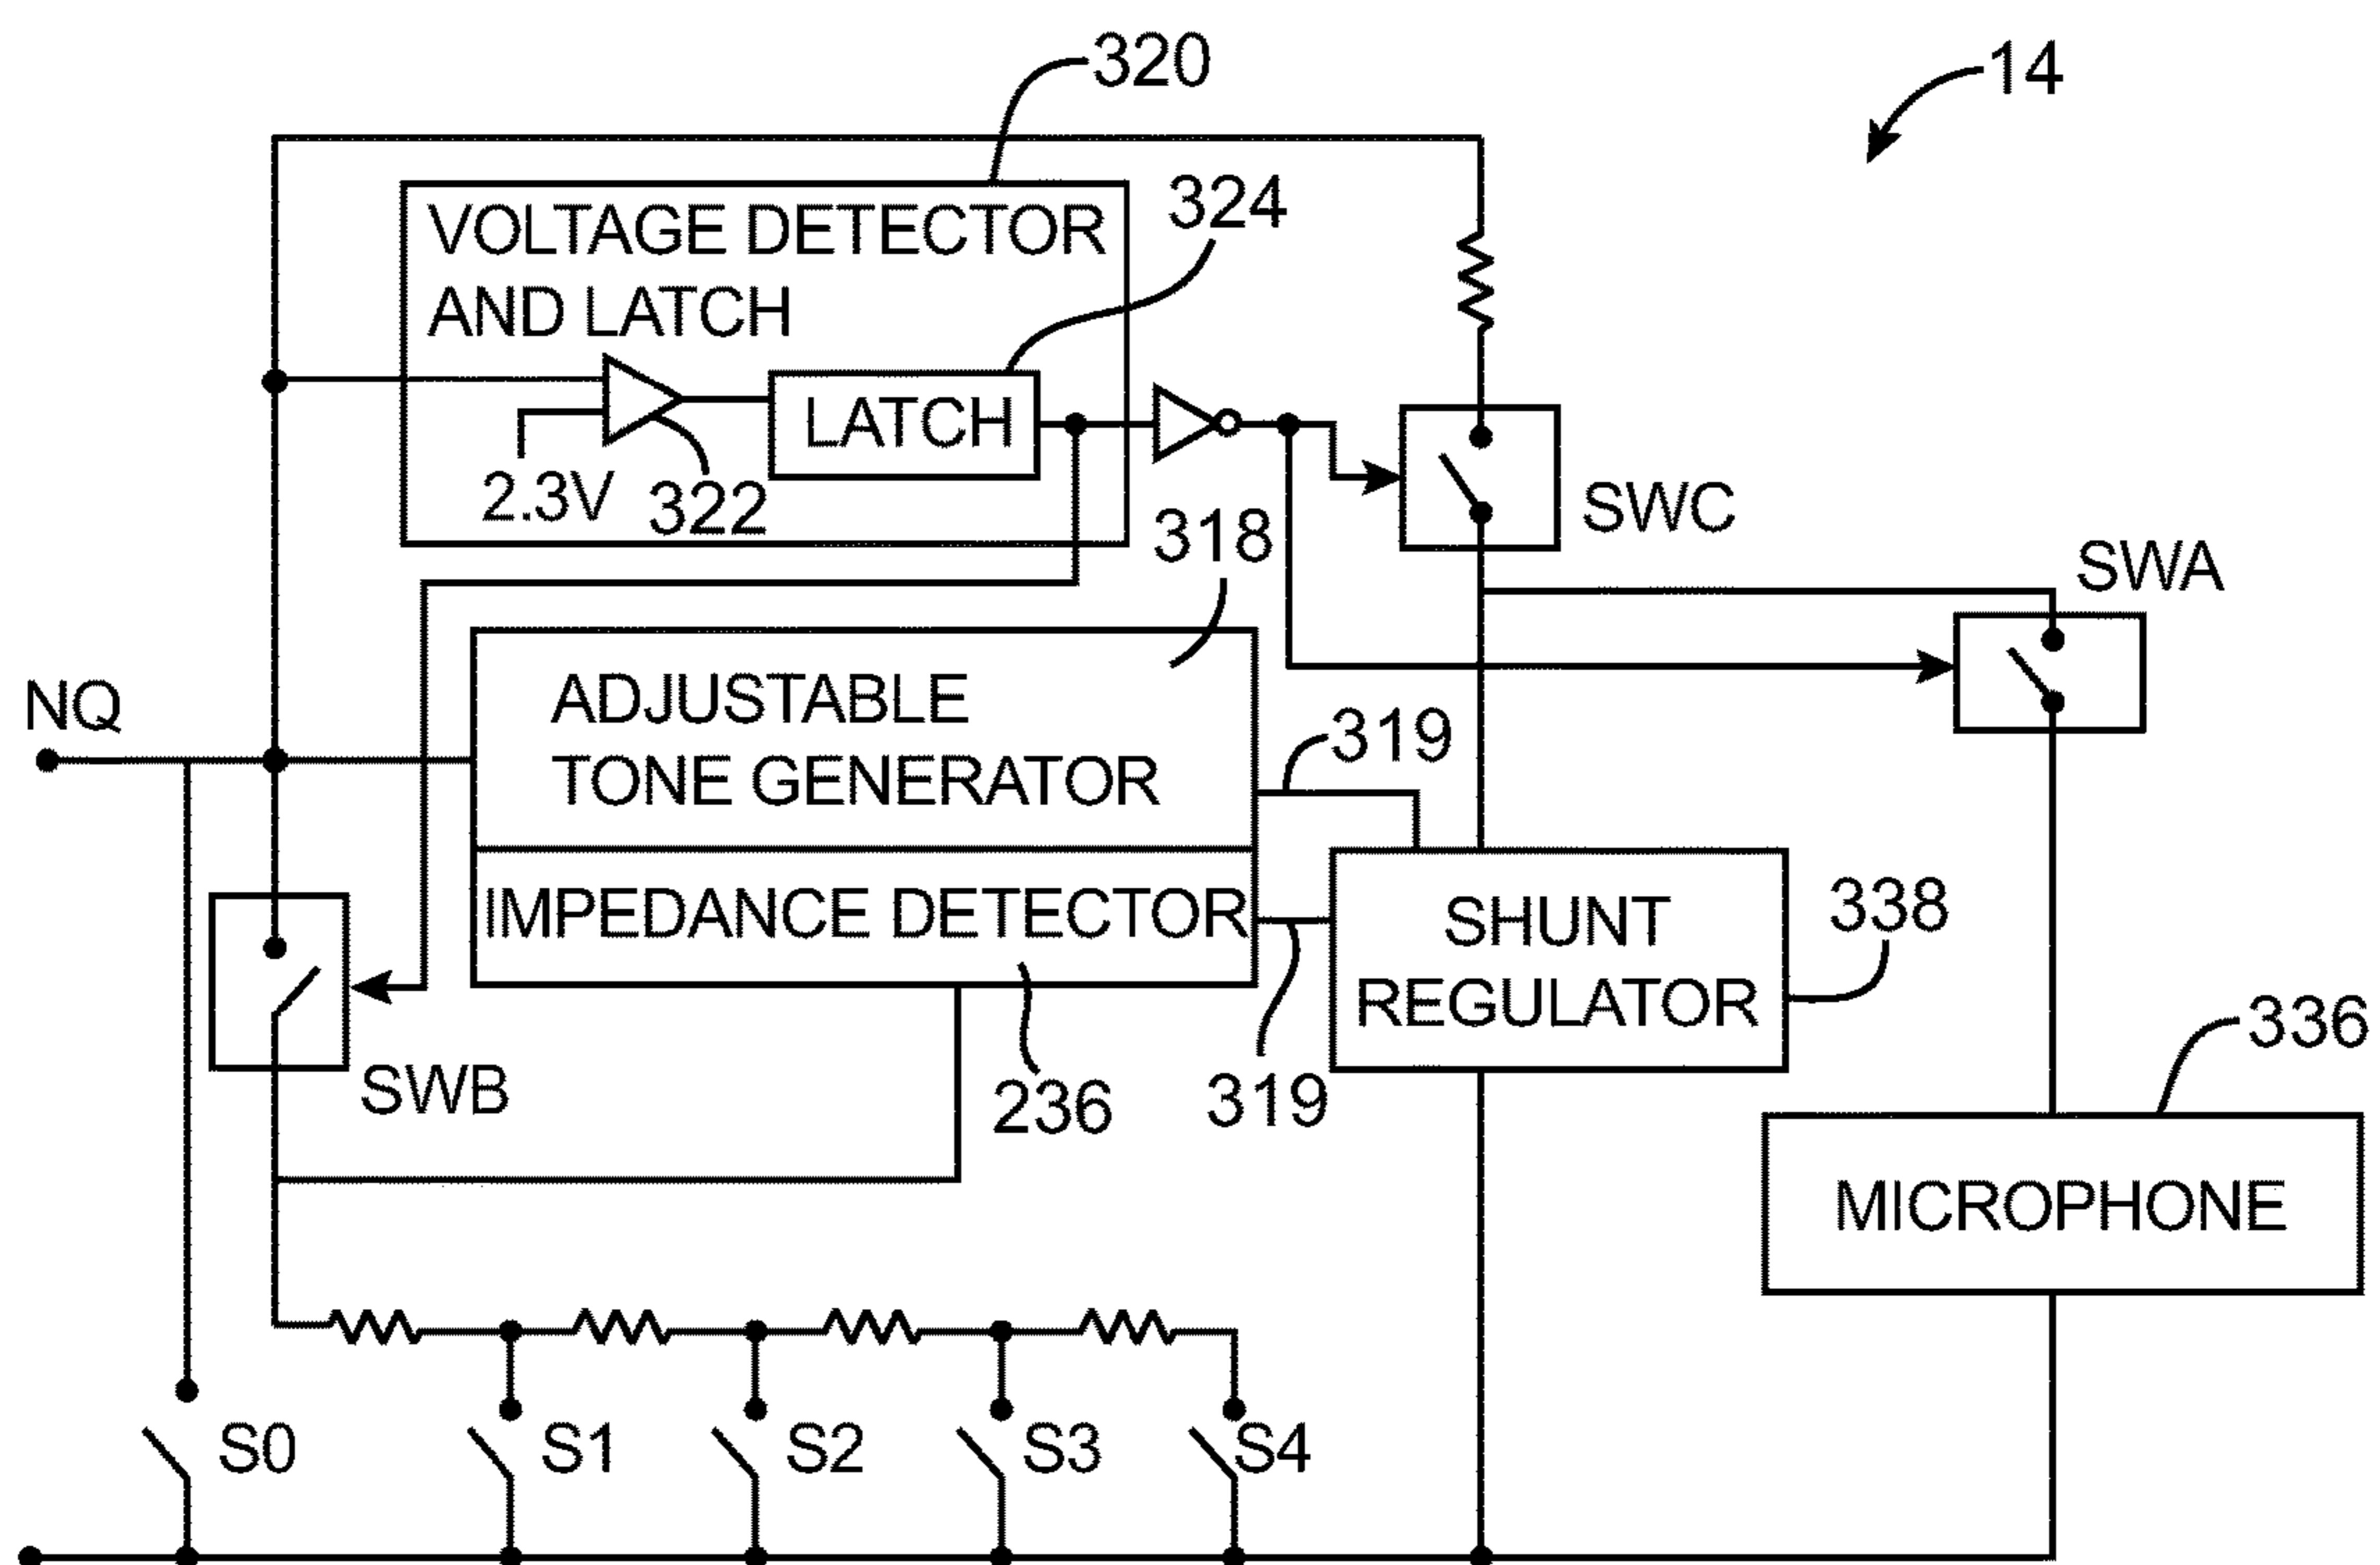 320
14
VOLTAGE DETECTOR
AND LATCH
324
LATCH
2.3V
322
318
SWC
SWA
NQ
ADJUSTABLE
TONE GENERATOR
319
IMPEDANCE DETECTOR
SHUNT
REGULATOR
338
336
SWB
236
319
MICROPHONE
S0
S1
S2
S3
S4